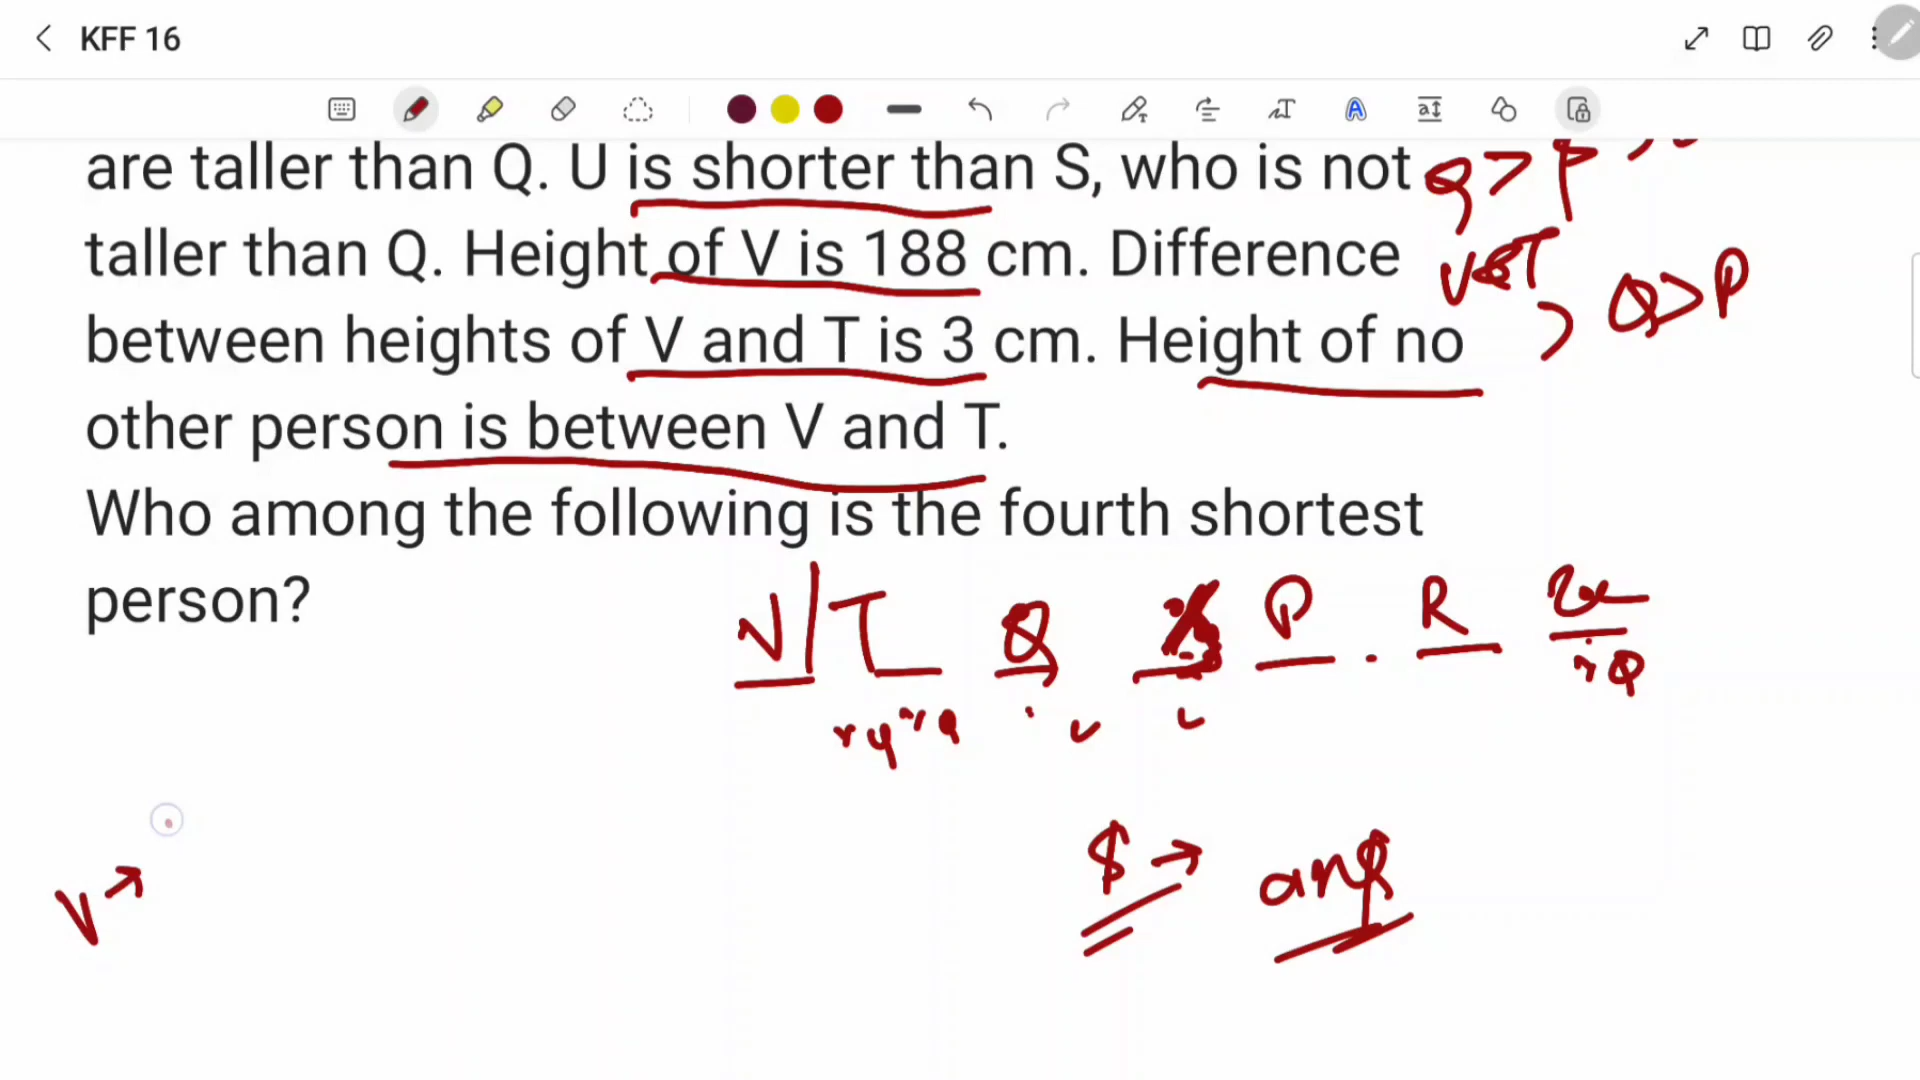 KFF 16
are taller than Q. U is shorter than S, who is not
Q > P
taller than Q. Height of V is 188 cm. Difference
V & T > Q > P
between heights of V and T is 3 cm. Height of no
other person is between V and T.
Who among the following is the fourth shortest
person?
V/T Q P . R
V →
$ → ans